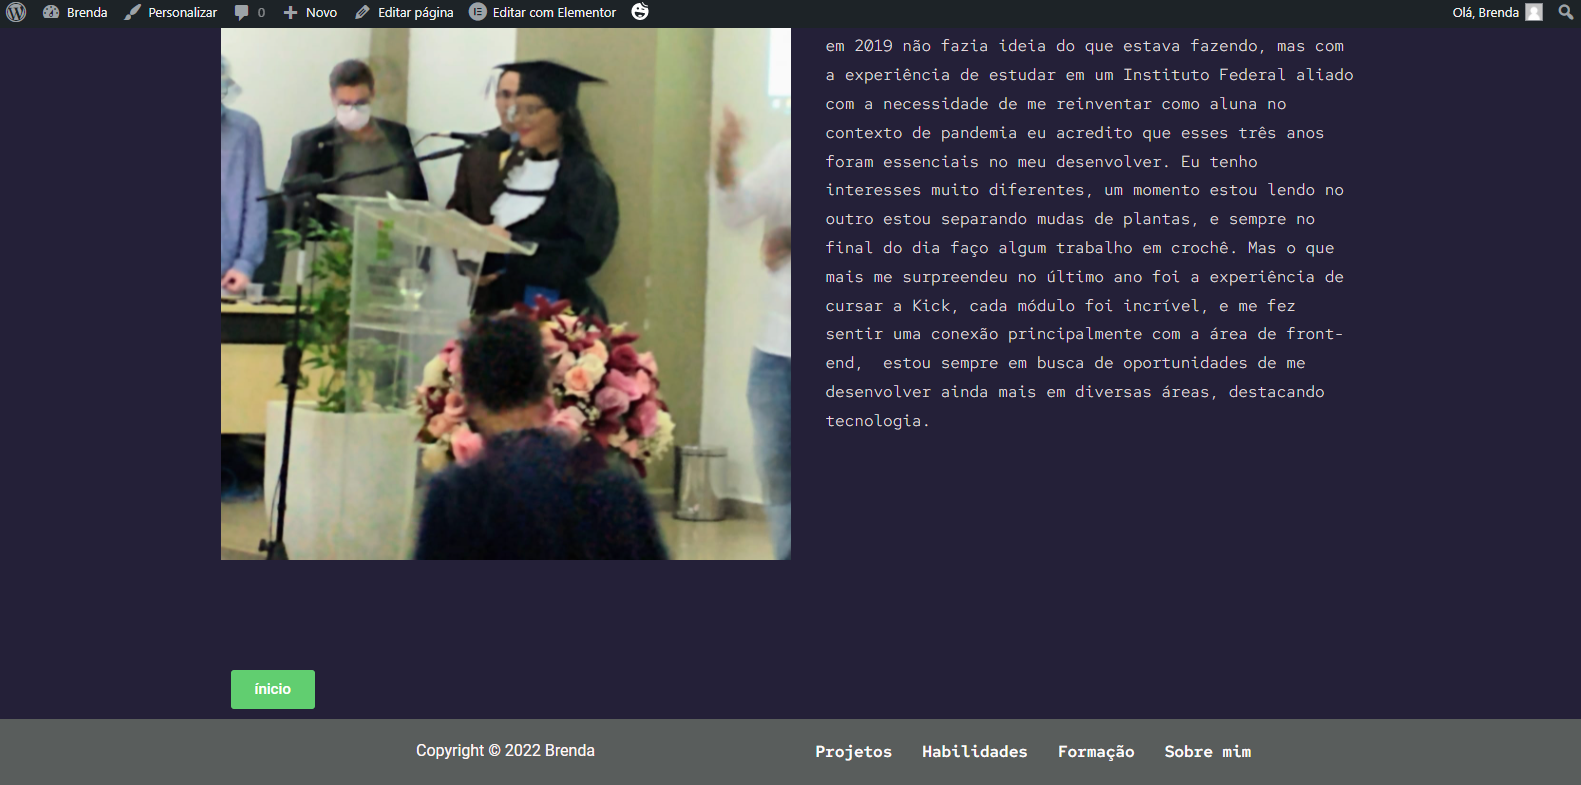 Brenda
Personalizar
0
Novo
Editar página
Editar com Elementor
Olá, Brenda
em 2019 não fazia ideia do que estava fazendo, mas com
a experiência de estudar em um Instituto Federal aliado
com a necessidade de me reinventar como aluna no
contexto de pandemia eu acredito que esses três anos
foram essenciais no meu desenvolver. Eu tenho
interesses muito diferentes, um momento estou lendo no
outro estou separando mudas de plantas, e sempre no
final do dia faço algum trabalho em crochê. Mas o que
mais me surpreendeu no último ano foi a experiência de
cursar a Kick, cada módulo foi incrível, e me fez
sentir uma conexão principalmente com a área de front-
end,  estou sempre em busca de oportunidades de me
desenvolver ainda mais em diversas áreas, destacando
tecnologia.
ínicio
Copyright © 2022 Brenda
Projetos
Habilidades
Formação
Sobre mim